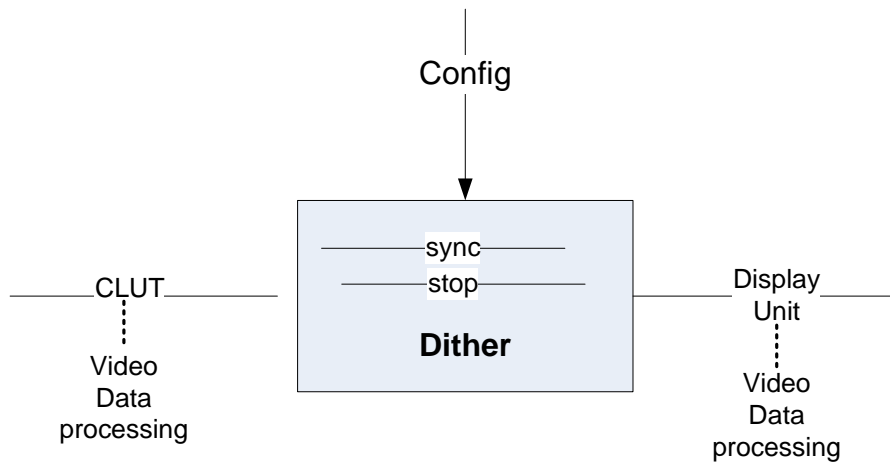 Config
sync
stop
Dither
CLUT
Video
Data
processing
Display
Unit
Video
Data
processing